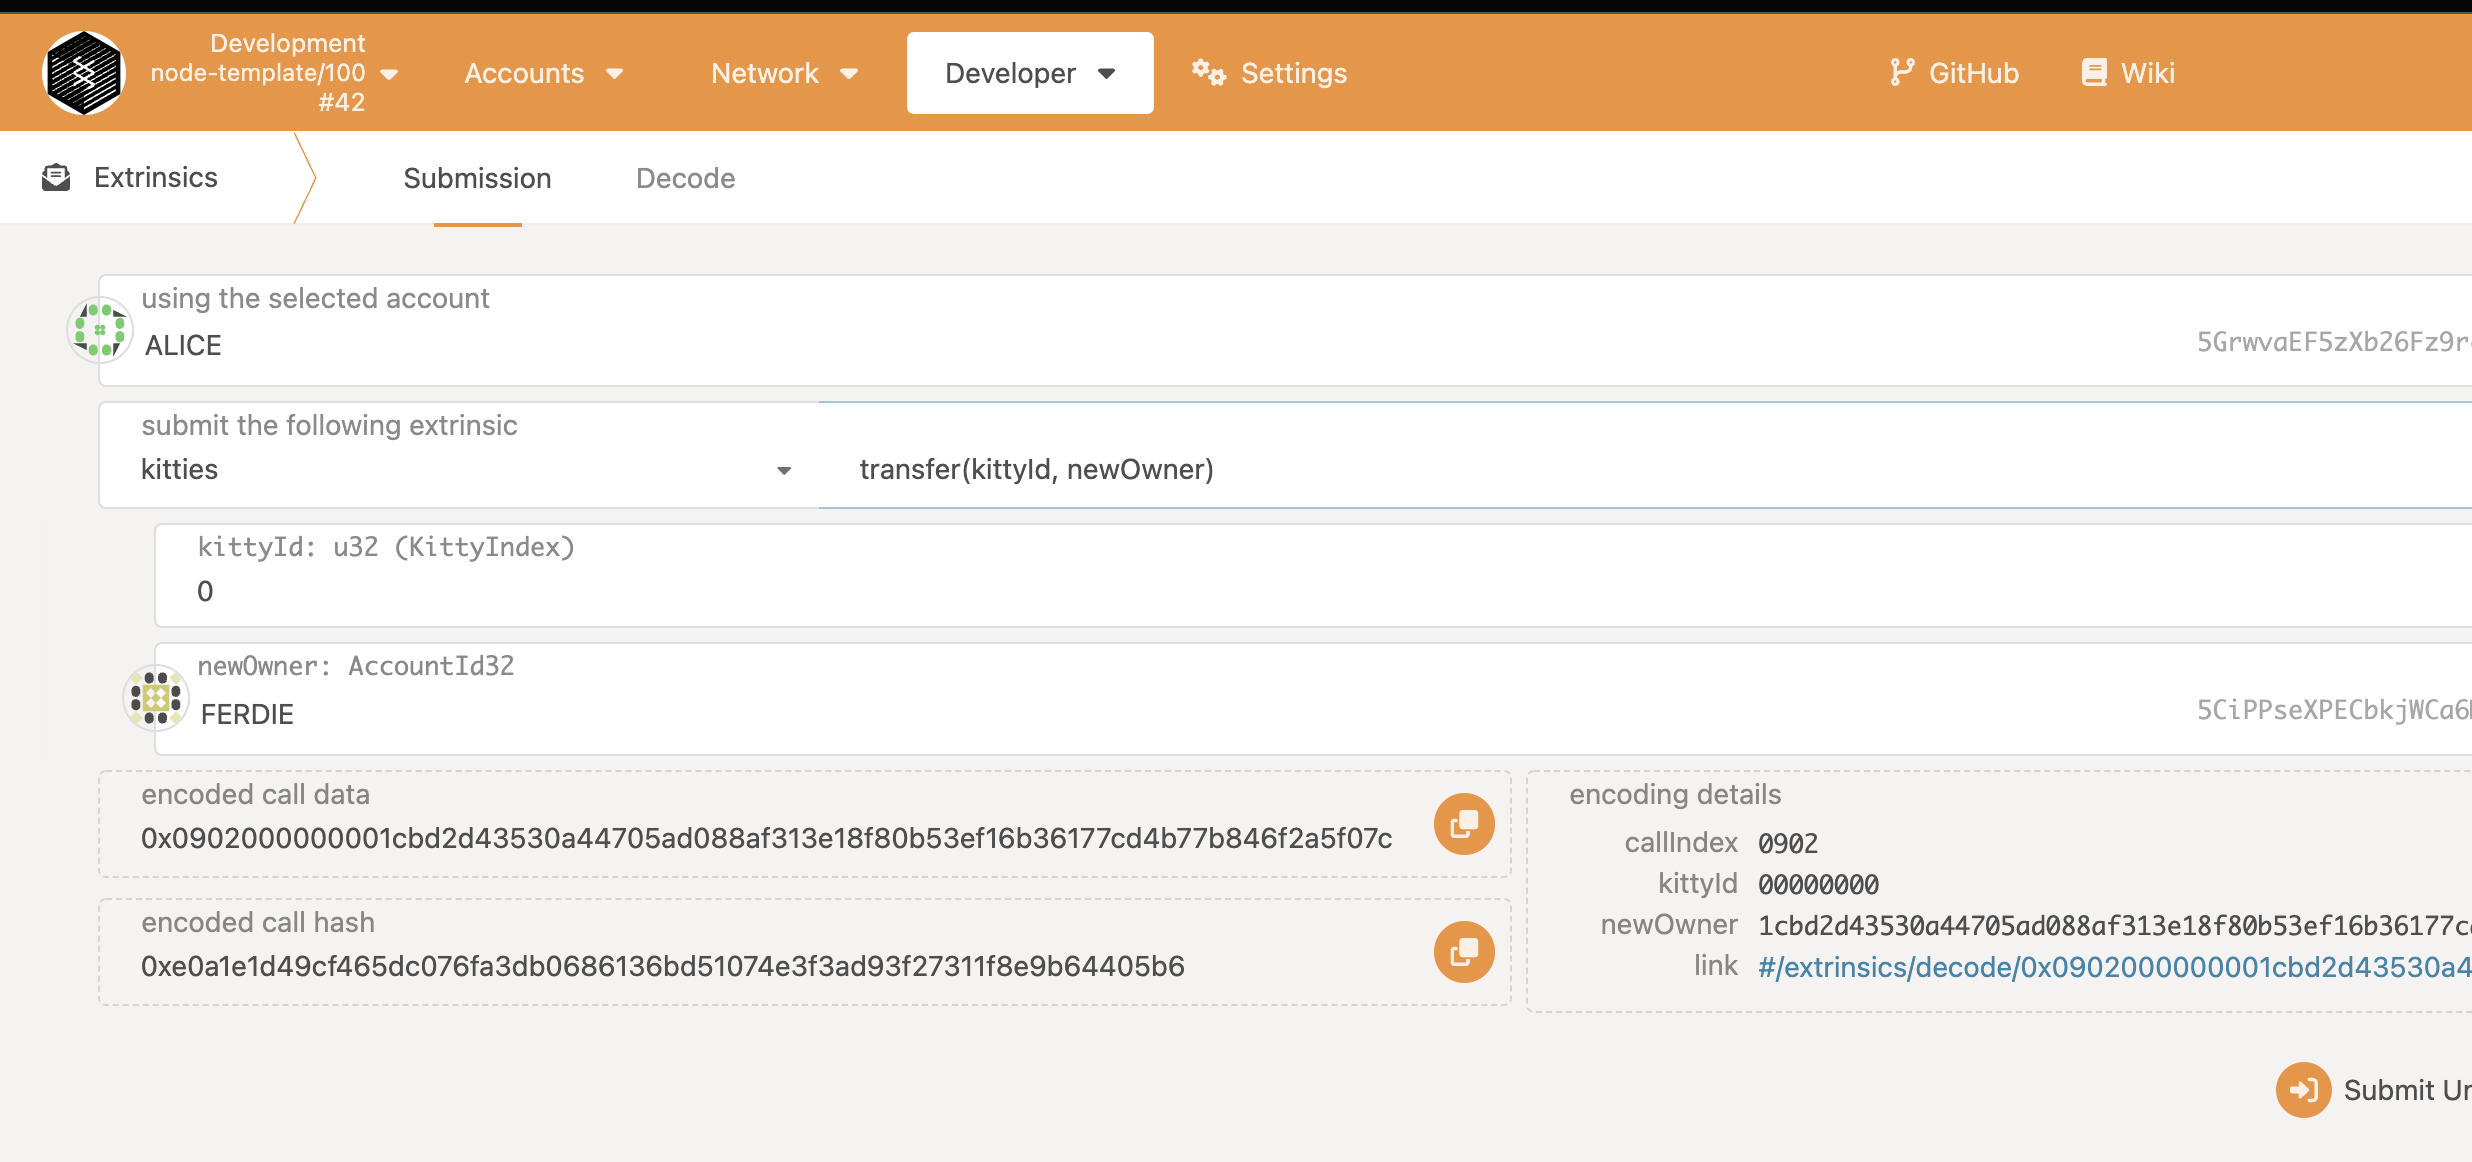 Development
node-template/100
#42
Accounts
Network
Developer
Settings
GitHub
Wiki
Extrinsics
Submission
Decode
using the selected account
ALICE
5GrwvaEF5zXb26Fz9r
submit the following extrinsic
kitties
transfer(kittyId, newOwner)
kittyId: u32 (KittyIndex)
0
newOwner: AccountId32
FERDIE
5CiPPseXPECbkjWCa6
encoded call data
0x0902000000001cbd2d43530a44705ad088af313e18f80b53ef16b36177cd4b77b846f2a5f07c
encoded call hash
0xe0a1e1d49cf465dc076fa3db0686136bd51074e3f3ad93f27311f8e9b64405b6
encoding details
callIndex 0902
kittyId 00000000
newOwner 1cbd2d43530a44705ad088af313e18f80b53ef16b36177c
link #/extrinsics/decode/0x0902000000001cbd2d43530a4
Submit Un